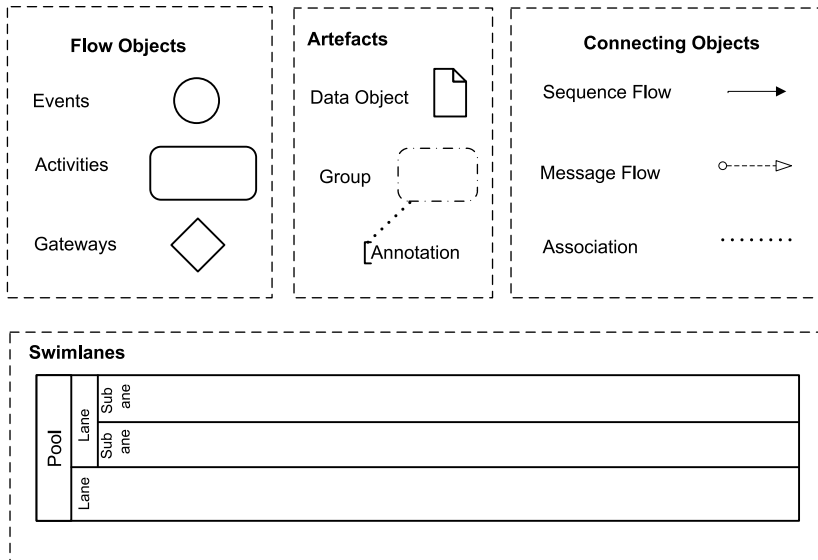 Flow Objects
Events
Activities
Gateways
Artefacts
Data Object
Group
Annotation
Connecting Objects
Sequence Flow
Message Flow
Association
Swimlanes
Pool
Lane
Sub
ane
Sub
ane
Lane